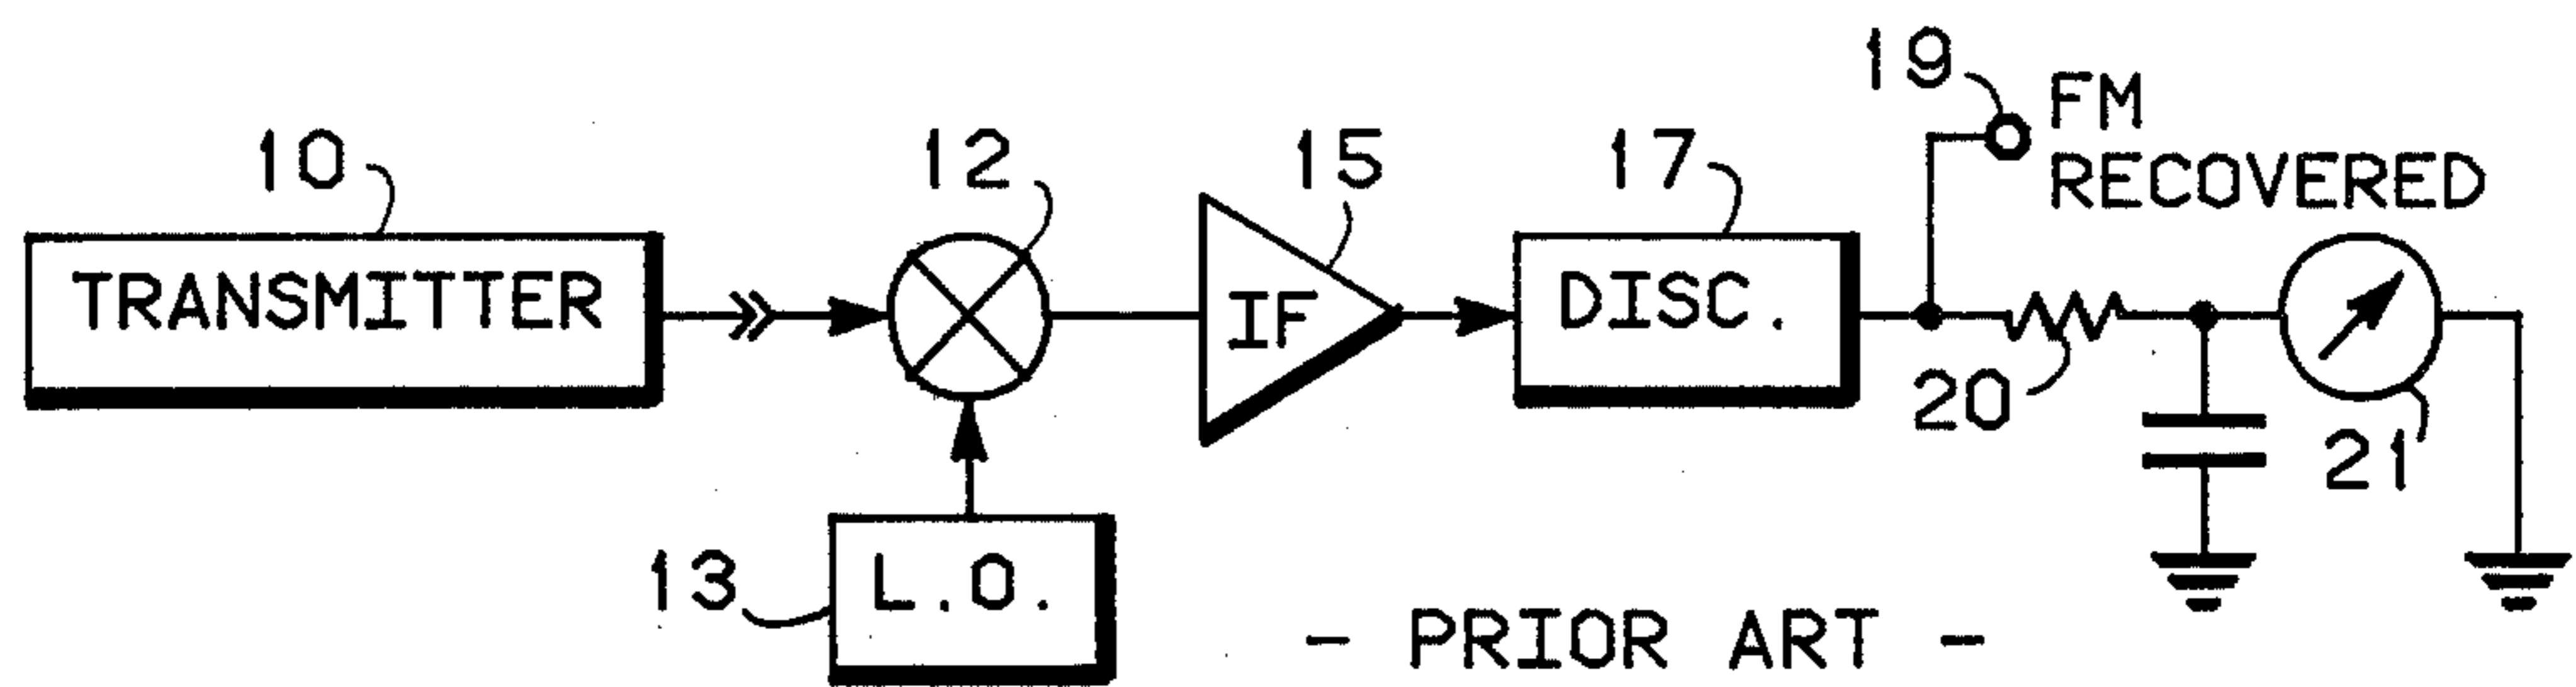 19
FM
RECOVERED
10
12
15
17
TRANSMITTER
IF
DISC.
20
21
13
L.O.
- PRIOR ART -